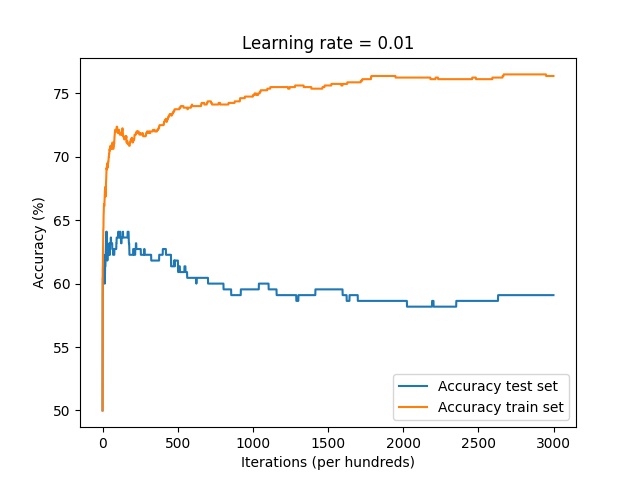 Learning rate = 0.01
Accuracy (%)
75
70
65
60
55
50
0 500 1000 1500 2000 2500 3000
Iterations (per hundreds)
Accuracy test set
Accuracy train set